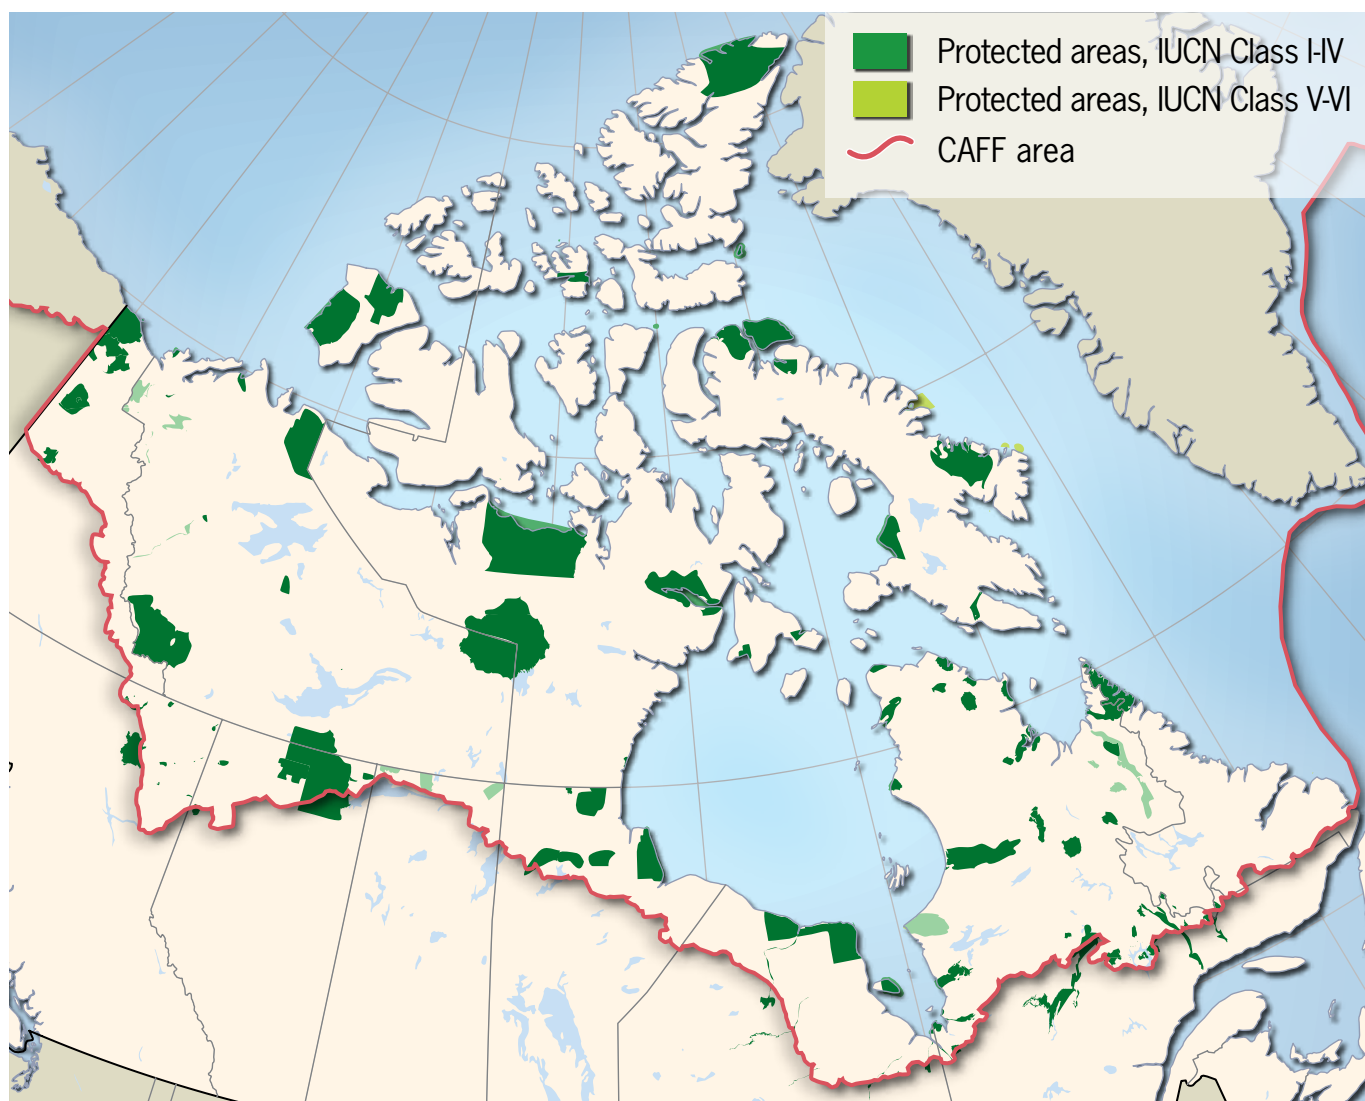 Protected areas, IUCN Class I-IV
Protected areas, IUCN Class V-VI
CAFF area